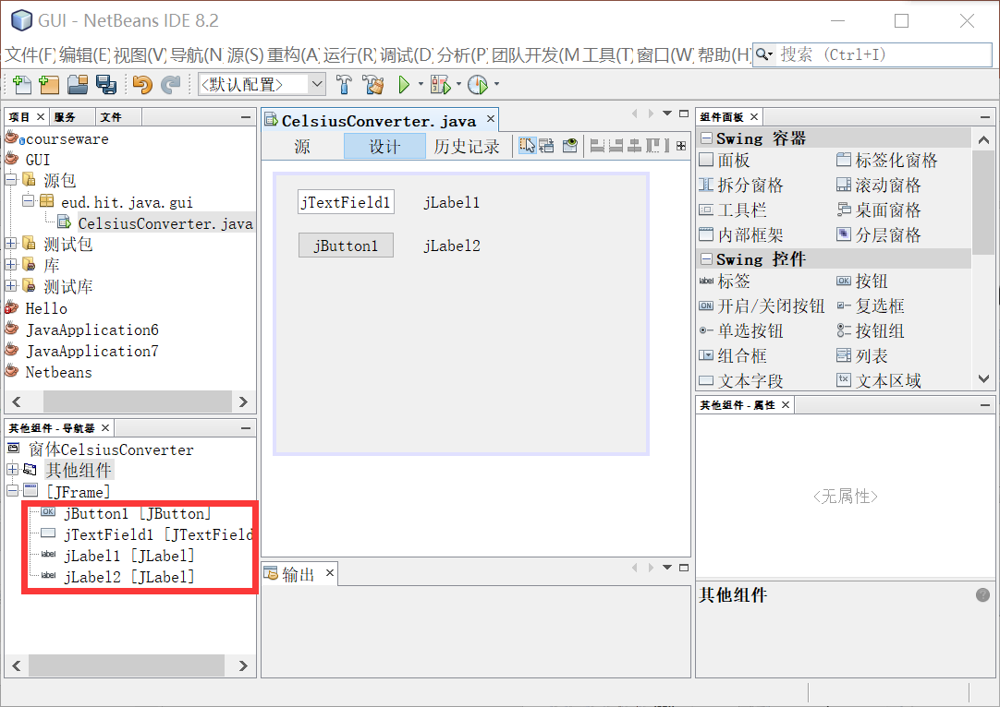 GUI - NetBeans IDE 8.2
文件(F 编辑(E 视图(V 导航(N 源(S) 重构(A 运行(R 调试(D 分析(P 团队开发(M 工具(T 窗口(W 帮助(H 搜索 (Ctrl+I)
<默认配置>
项目 服务 文件
courseware
GUI
源包
eud.hit.java.gui
CelsiusConverter.java
测试包
库
测试库
Hello
JavaApplication6
JavaApplication7
Netbeans
其他组件 - 导航器
窗体CelsiusConverter
其他组件
[JFrame]
OK jButton1 [JButton]
jTextField1 [JTextField
label jLabel1 [JLabel]
label jLabel2 [JLabel]
CelsiusConverter.java
源 设计 历史记录
jTextField1 jLabel1
jButton1 jLabel2
输出
组件面板
Swing 容器
面板 标签化窗格
拆分窗格 滚动窗格
工具栏 桌面窗格
内部框架 分层窗格
Swing 控件
label 标签 OK 按钮
ON 开启/关闭按钮 复选框
单选按钮 按钮组
组合框 列表
文本字段 tx 文本区域
其他组件 - 属性
<无属性>
其他组件